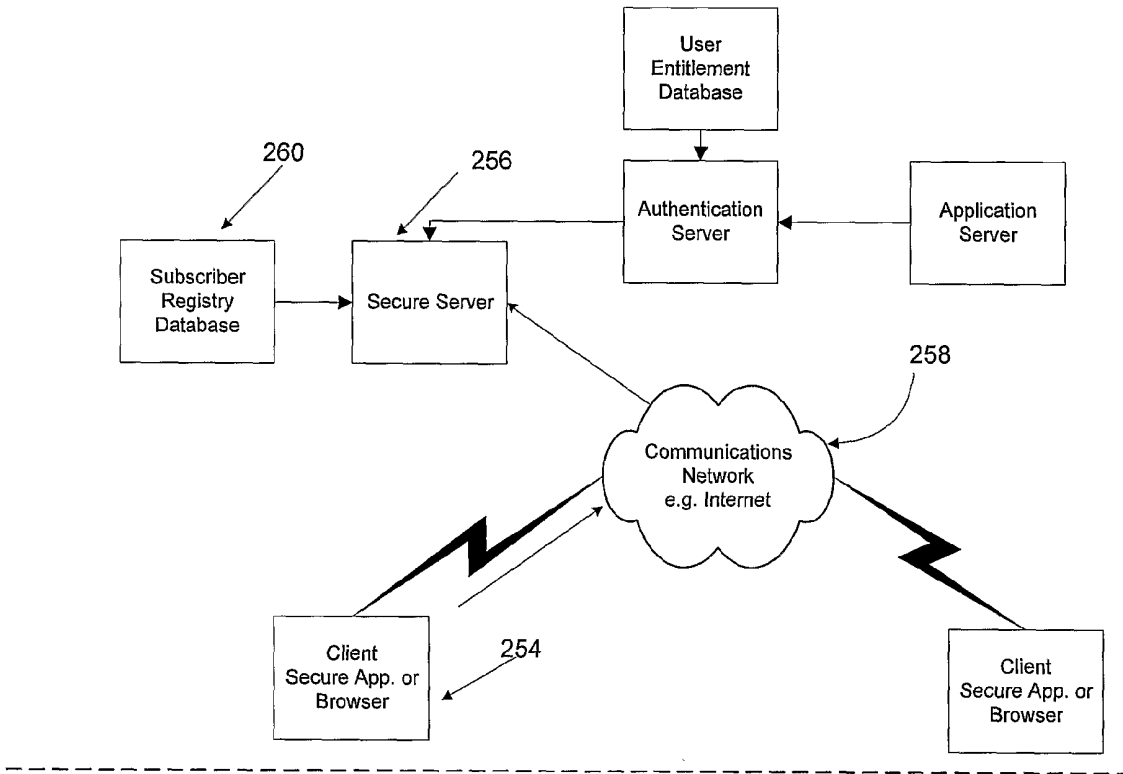 User
Entitlement
Database
260
256
Authentication
Server
Application
Server
Subscriber
Registry
Database
Secure Server
258
Communications
Network
e.g. Internet
254
Client
Secure App. or
Browser
Client
Secure App. or
Browser